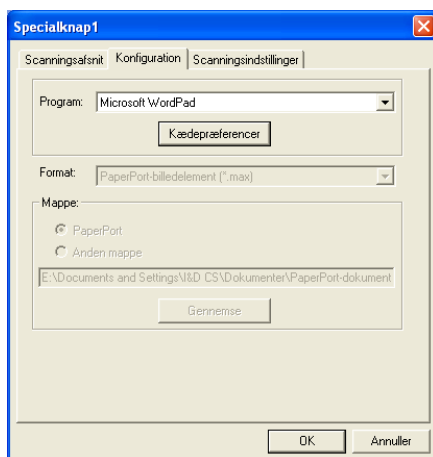 Specialknap1
Scanningsafsnit Konfiguration Scanningsindstillinger
Program: Microsoft WordPad
Kædepræferencer
Format: PaperPort-billedelement (*.max)
Mappe:
PaperPort
Anden mappe
E:\Documents and Settings\I&D CS\Dokumenter\PaperPort-dokument
Gennemse
OK Annuller